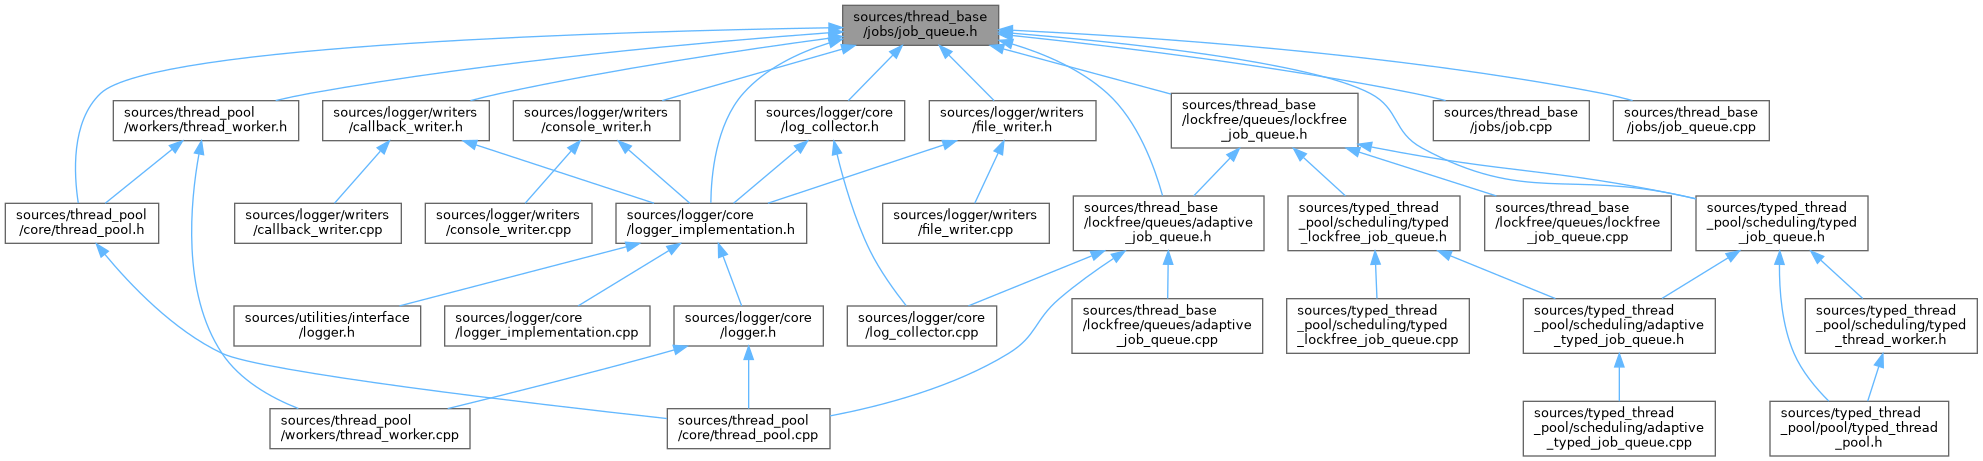 sources/thread_base
/jobs/job_queue.h
sources/thread_pool
/workers/thread_worker.h
sources/logger/writers
/callback_writer.h
sources/logger/writers
/console_writer.h
sources/logger/core
/log_collector.h
sources/logger/writers
/file_writer.h
sources/thread_base
/lockfree/queues/lockfree
_job_queue.h
sources/thread_base
/jobs/job.cpp
sources/thread_base
/jobs/job_queue.cpp
sources/thread_pool
/core/thread_pool.h
sources/logger/writers
/callback_writer.cpp
sources/logger/writers
/console_writer.cpp
sources/logger/core
/logger_implementation.h
sources/logger/writers
/file_writer.cpp
sources/thread_base
/lockfree/queues/adaptive
_job_queue.h
sources/typed_thread
_pool/scheduling/typed
_lockfree_job_queue.h
sources/thread_base
/lockfree/queues/lockfree
_job_queue.cpp
sources/typed_thread
_pool/scheduling/typed
_job_queue.h
sources/utilities/interface
/logger.h
sources/logger/core
/logger_implementation.cpp
sources/logger/core
/logger.h
sources/logger/core
/log_collector.cpp
sources/thread_base
/lockfree/queues/adaptive
_job_queue.cpp
sources/typed_thread
_pool/scheduling/typed
_lockfree_job_queue.cpp
sources/typed_thread
_pool/scheduling/adaptive
_typed_job_queue.h
sources/typed_thread
_pool/scheduling/typed
_thread_worker.h
sources/thread_pool
/workers/thread_worker.cpp
sources/thread_pool
/core/thread_pool.cpp
sources/typed_thread
_pool/scheduling/adaptive
_typed_job_queue.cpp
sources/typed_thread
_pool/pool/typed_thread
_pool.h